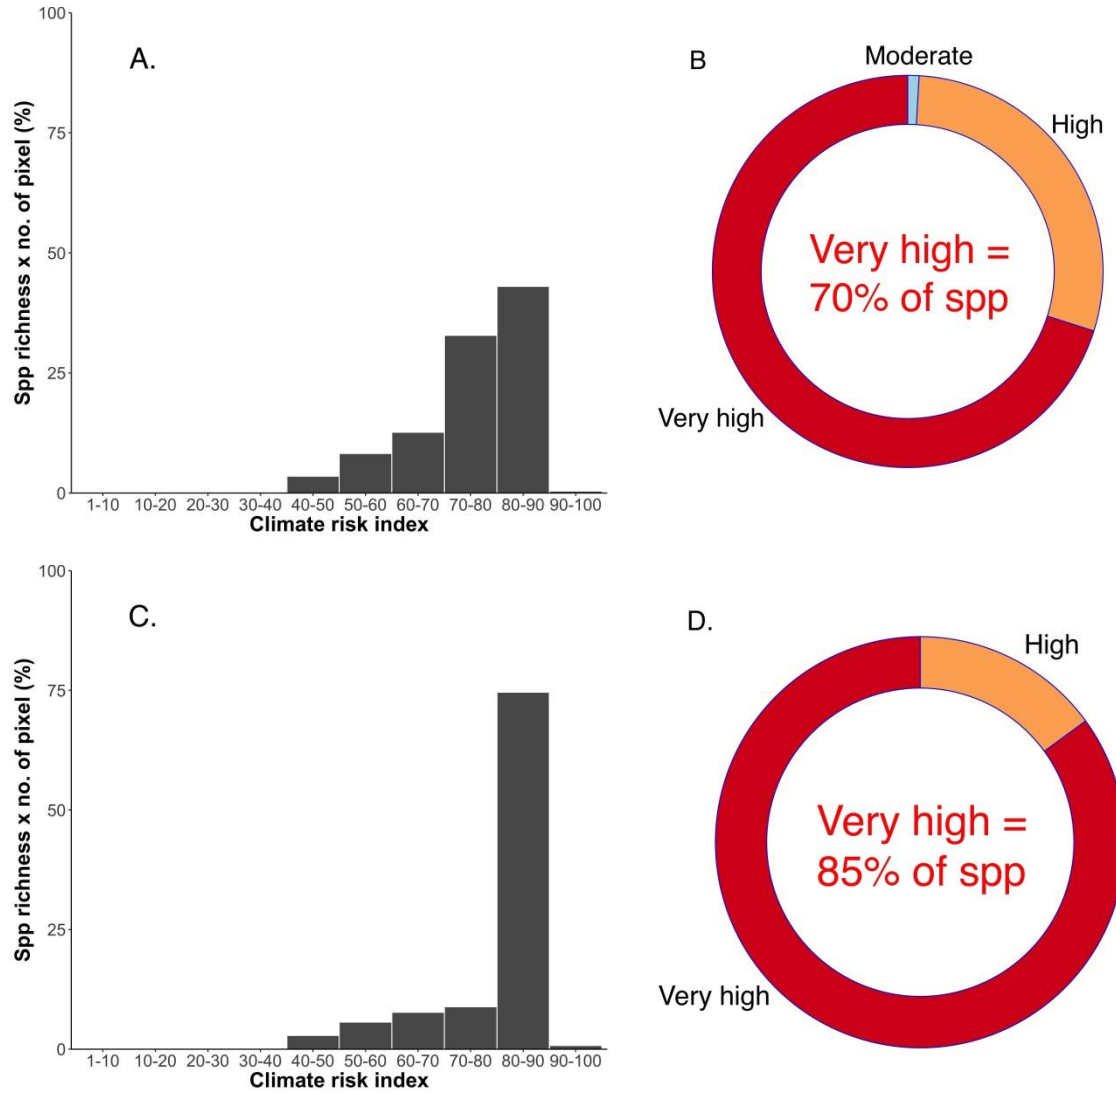 A.
Spp richness x no. of pixel (%)
100
75
50
25
0
1-10 10-20 20-30 30-40 40-50 50-60 60-70 70-80 80-90 90-100
Climate risk index
B
Moderate
High
Very high =
70% of spp
Very high
C.
Spp richness x no. of pixel (%)
100
75
50
25
0
1-10 10-20 20-30 30-40 40-50 50-60 60-70 70-80 80-90 90-100
Climate risk index
D.
High
Very high =
85% of spp
Very high